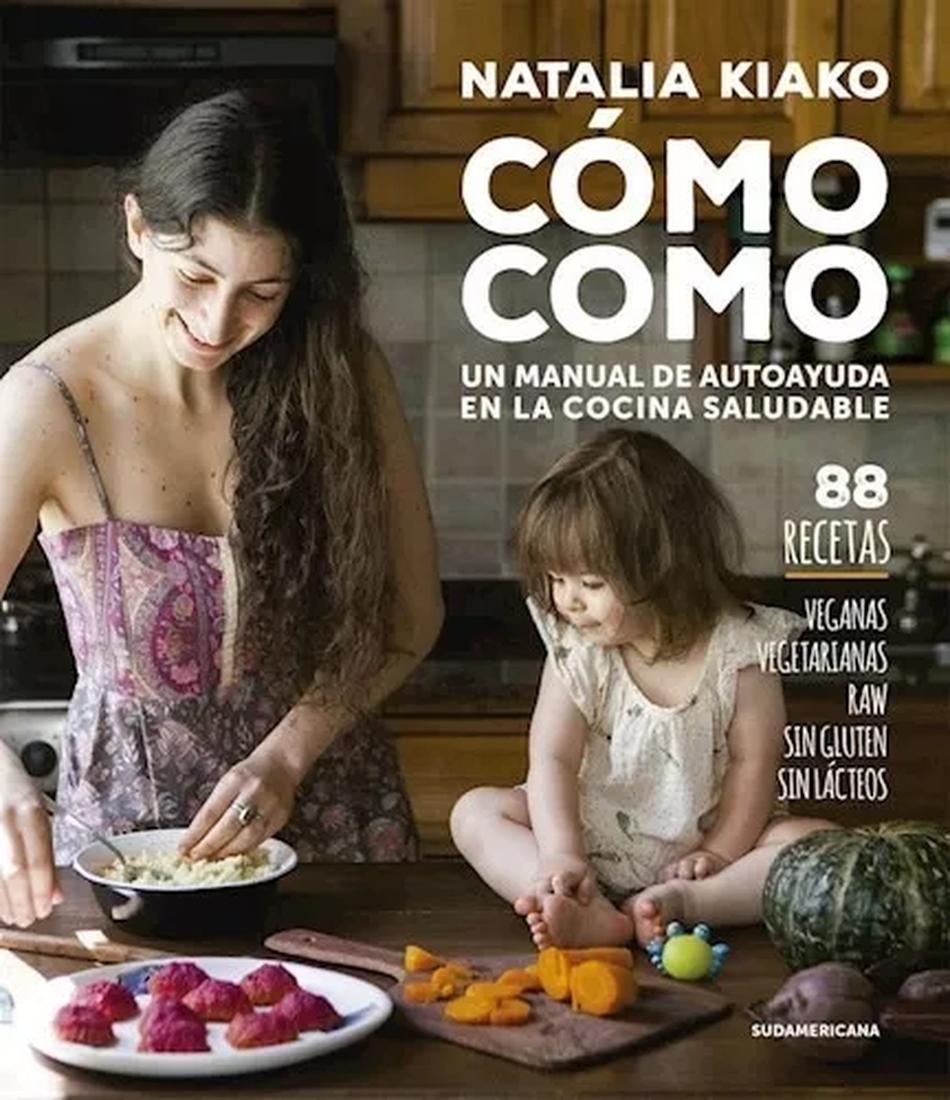 NATALIA KIAKO
CÓMO
COMO
UN MANUAL DE AUTOAYUDA
EN LA COCINA SALUDABLE
88
RECETAS
VEGANAS
VEGETARIANAS
RAW
SIN GLUTEN
SIN LÁCTEOS
SUDAMERICANA